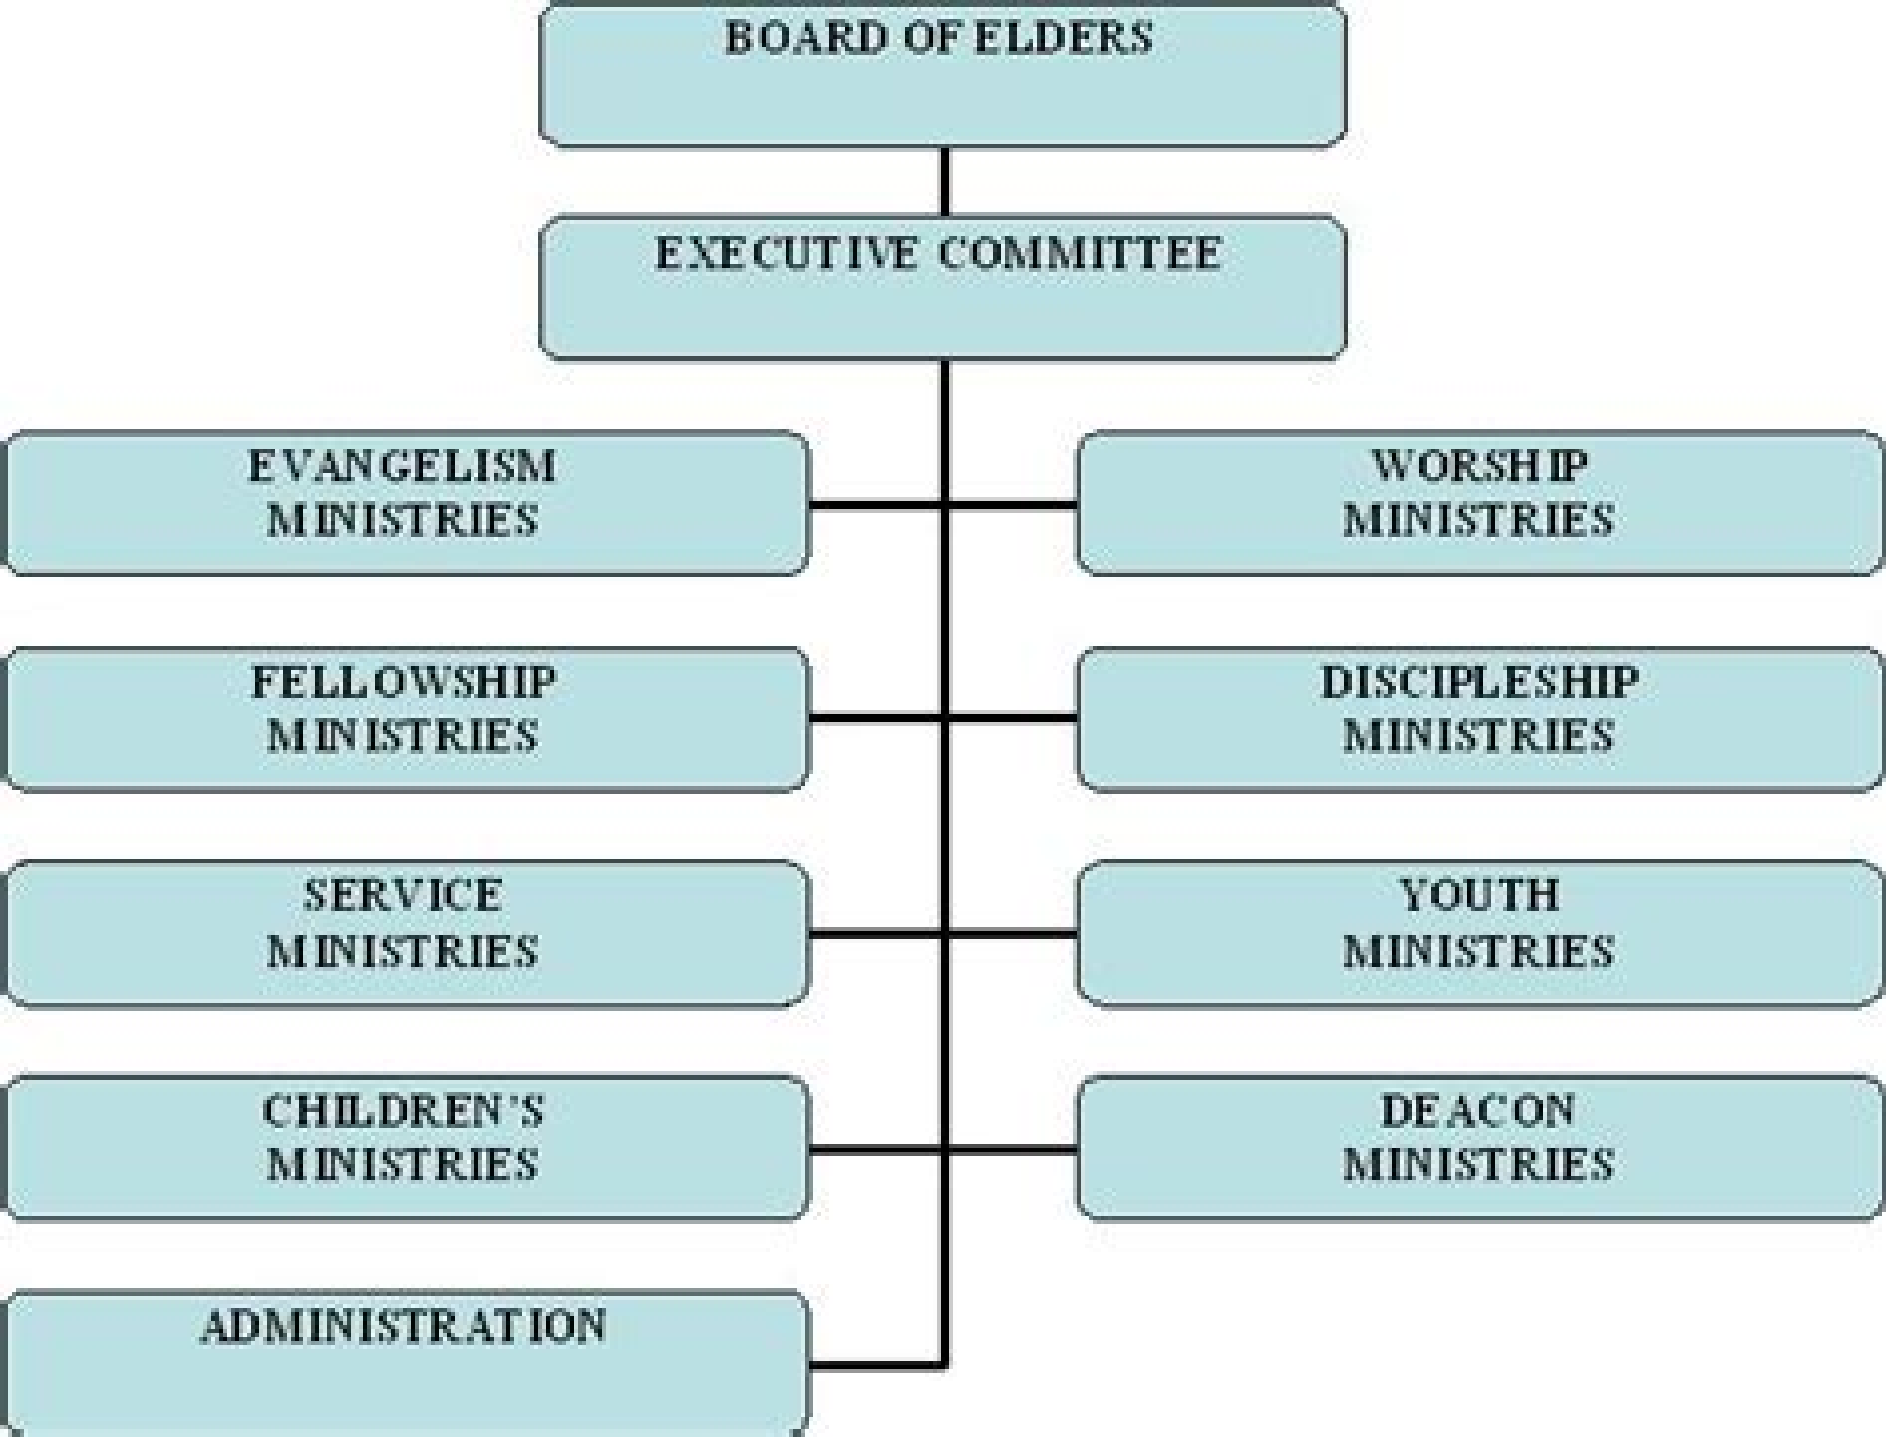 BOARD OF ELDERS
EXECUTIVE COMMITTEE
EVANGELISM
MINISTRIES
WORSHIP
MINISTRIES
FELLOWSHIP
MINISTRIES
DISCIPLESHIP
MINISTRIES
SERVICE
MINISTRIES
YOUTH
MINISTRIES
CHILDREN'S
MINISTRIES
DEACON
MINISTRIES
ADMINISTRATION